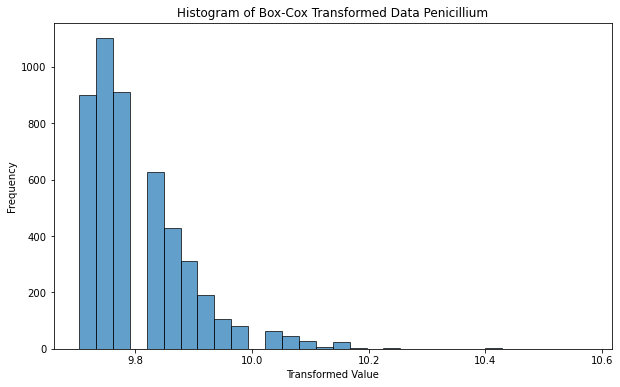 Histogram of Box-Cox Transformed Data Penicillium
Frequency
1000
800
600
400
200
0
9.8 10.0 10.2 10.4 10.6
Transformed Value